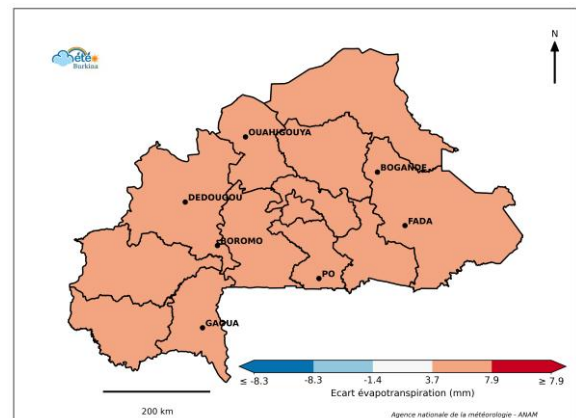 N
été
Burkina
OUAHIGOUYA
BOGANDE
DEDOUGOU
FADA
BOROMO
PO
GAOUA
≤ -8.3 -8.3 -1.4 3.7 7.9 ≥ 7.9
Ecart évapotranspiration (mm)
200 km
Agence nationale de la météorologie - ANAM